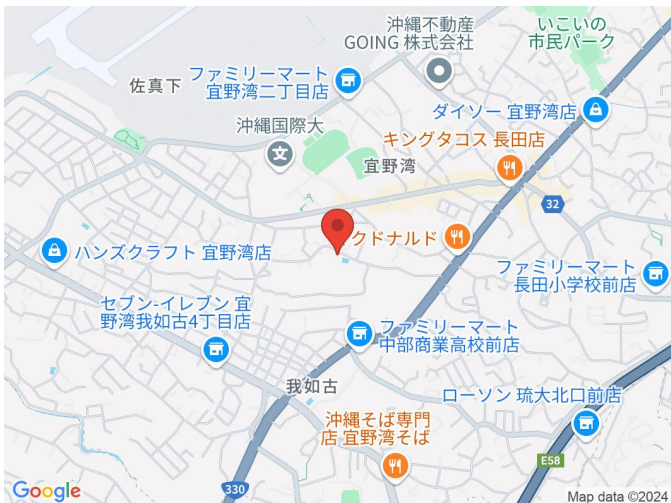 沖縄不動産
GOING 株式会社
いこいの
市民パーク
ファミリーマート
宜野湾二丁目店
佐真下
ダイソー 宜野湾店
沖縄国際大
文
キングタコス 長田店
宜野湾
32
クドナルド
ハンズクラフト 宜野湾店
ファミリーマート
長田小学校前店
セブン-イレブン 宜
野湾我如古4丁目店
ファミリーマート
中部商業高校前店
我如古
ローソン 琉大北口前店
沖縄そば専門
店 宜野湾そば
E58
330
Google
Map data ©2024